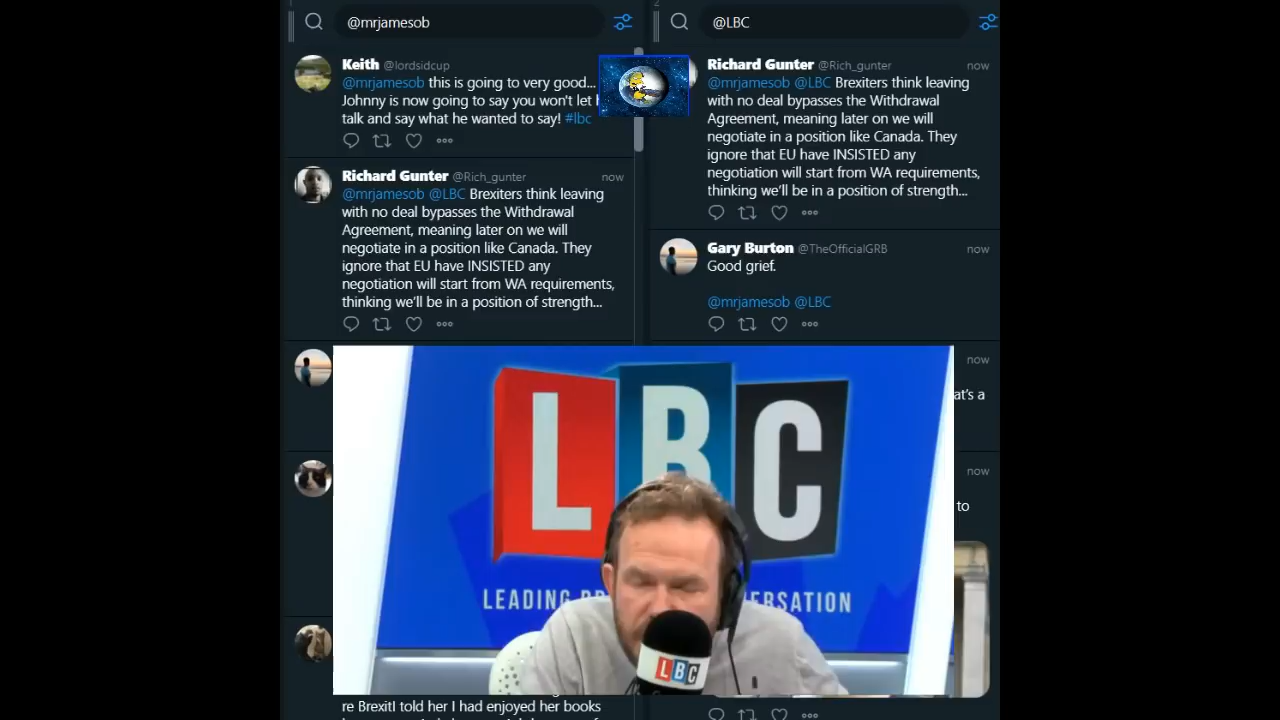 1
@mrjamesob
Keith @lordsidcup
@mrjamesob this is going to very good...
Johnny is now going to say you won't let
talk and say what he wanted to say! #lbc
Richard Gunter @Rich_gunter now
@mrjamesob @LBC Brexiters think leaving
with no deal bypasses the Withdrawal
Agreement, meaning later on we will
negotiate in a position like Canada. They
ignore that EU have INSISTED any
negotiation will start from WA requirements,
thinking we'll be in a position of strength...
re BrexitI told her I had enjoyed her books
2
@LBC
Richard Gunter @Rich_gunter now
@mrjamesob @LBC Brexiters think leaving
with no deal bypasses the Withdrawal
Agreement, meaning later on we will
negotiate in a position like Canada. They
ignore that EU have INSISTED any
negotiation will start from WA requirements,
thinking we'll be in a position of strength...
Gary Burton @TheOfficialGRB now
Good grief.
@mrjamesob @LBC
now
at's a
now
to
LBC
LEADING
LBC